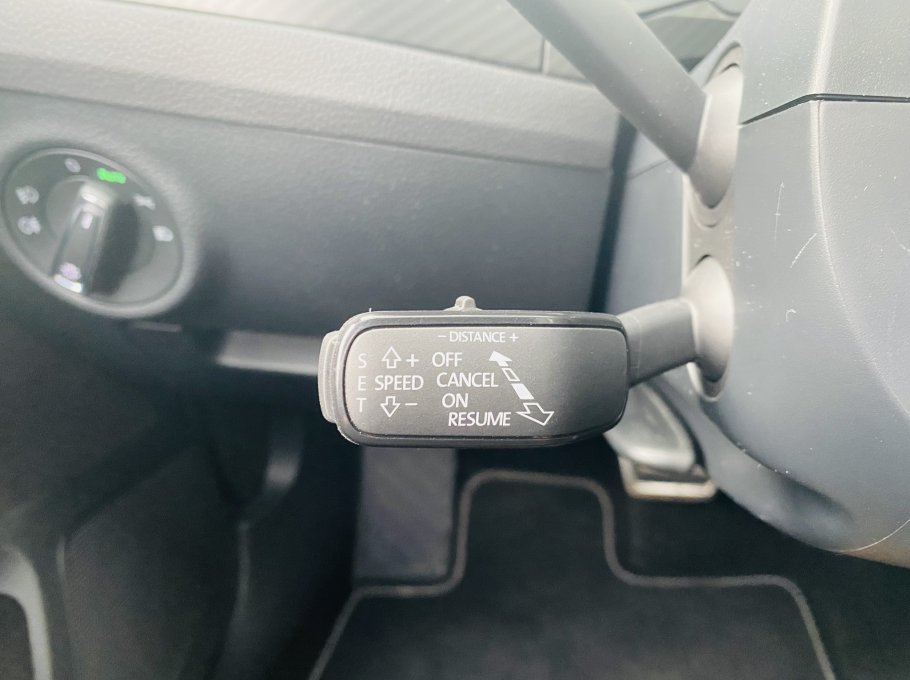 − DISTANCE +
S + OFF
E SPEED CANCEL
T − ON
RESUME